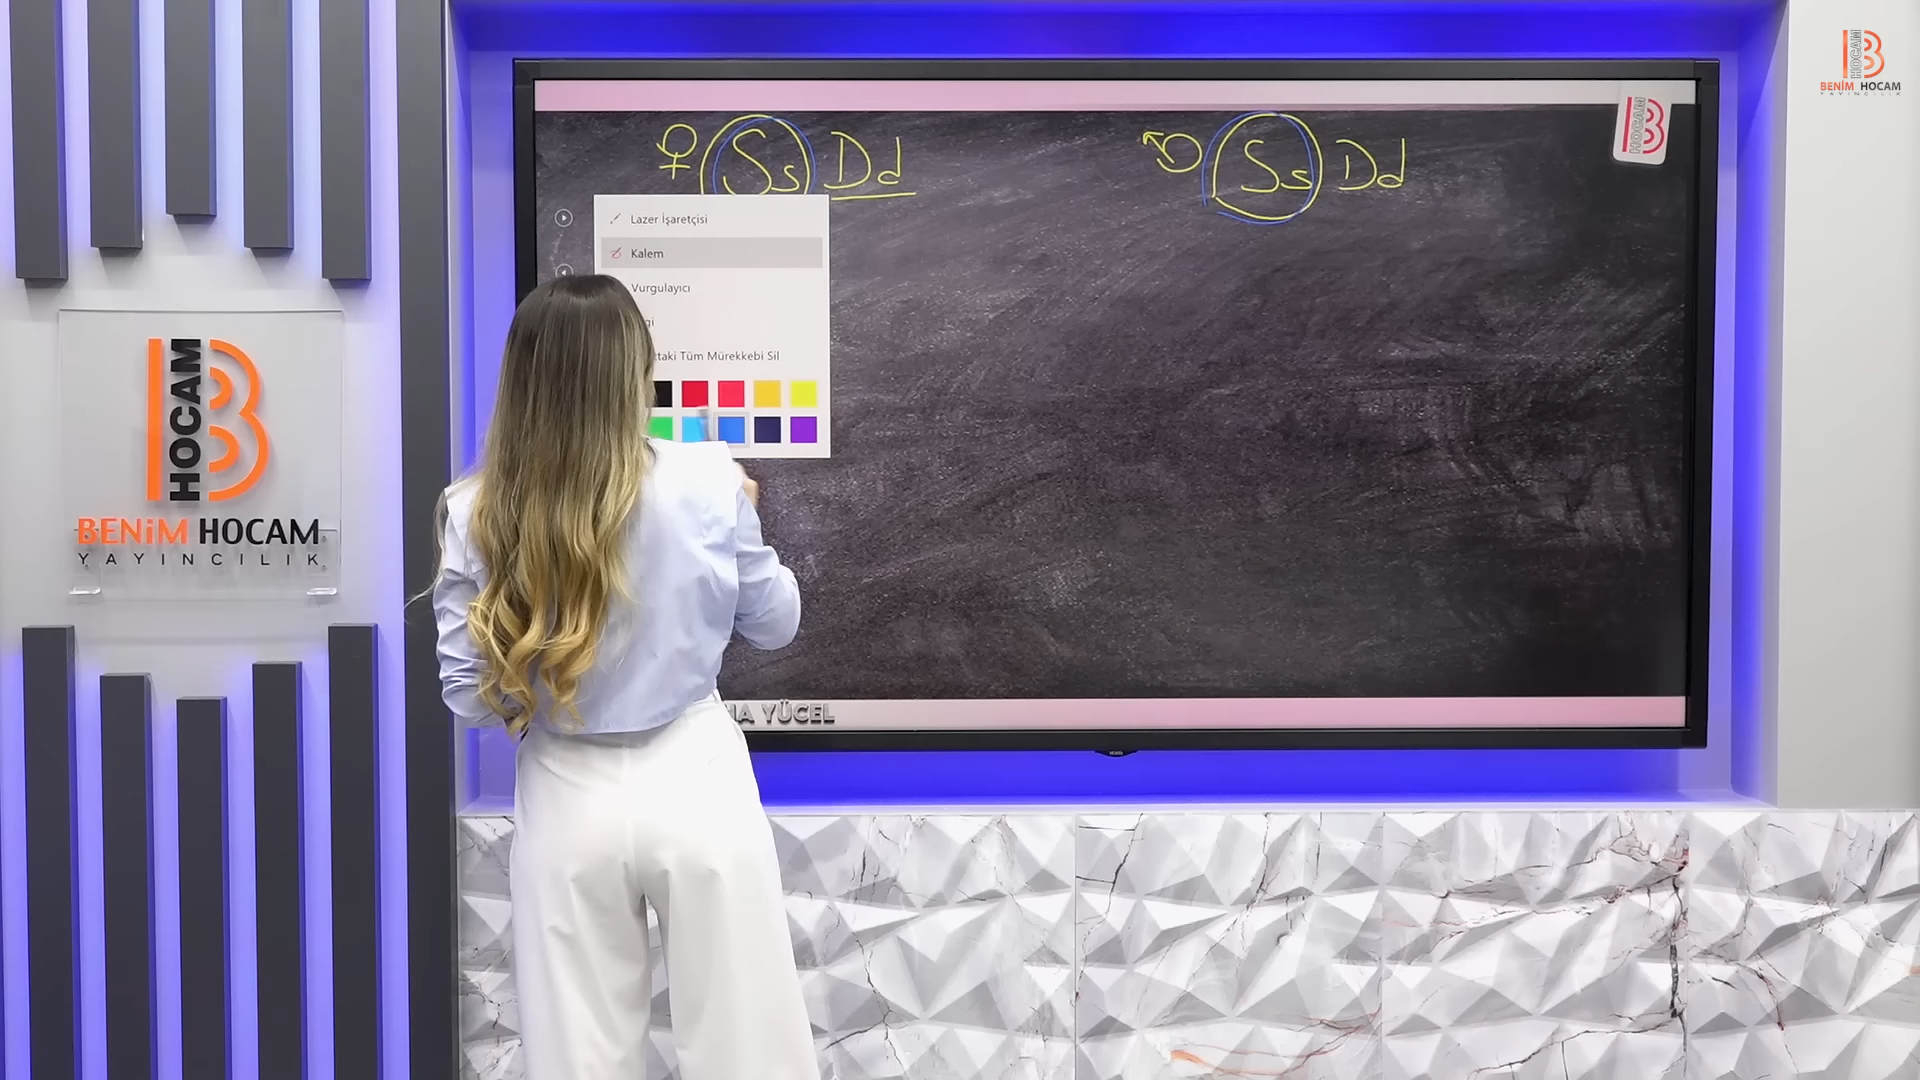 HOCAM
BENİM HOCAM
YAYINCILIK
HOCAM
♀ Ss Dd
♂ Ss Dd
Lazer İşaretçisi
Kalem
Vurgulayıcı
Tüm Mürekkebi Sil
YÜCEL
HOCAM
BENİM HOCAM
YAYINCILIK